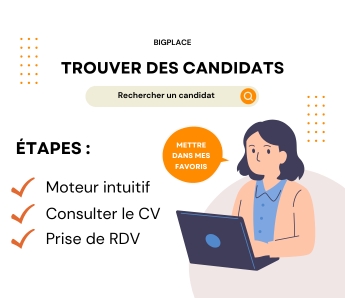 BIGPLACE
TROUVER DES CANDIDATS
Rechercher un candidat
METTRE
DANS MES
FAVORIS
ÉTAPES :
Moteur intuitif
Consulter le CV
Prise de RDV